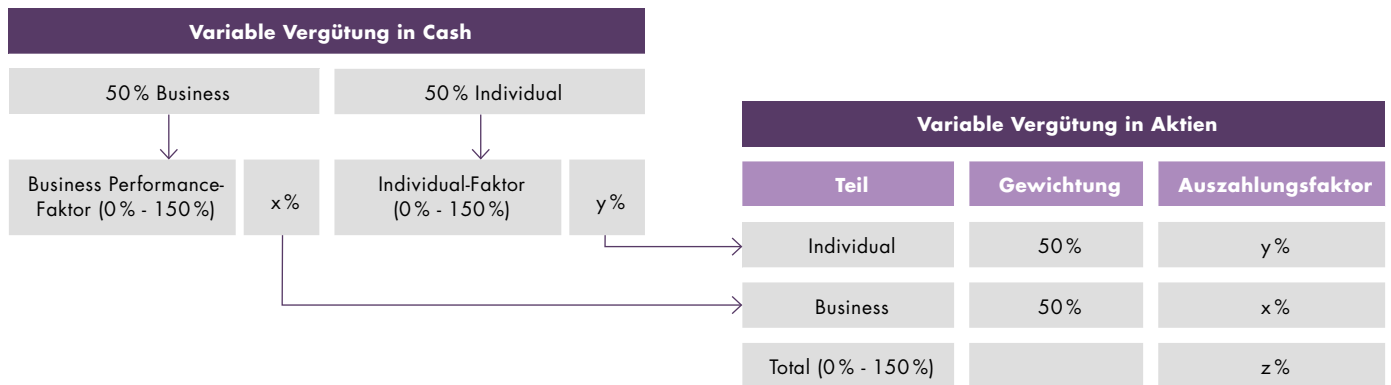 Variable Vergütung in Cash
50 % Business
50 % Individual
Business Performance-
Faktor (0 % - 150 %)
x %
Individual-Faktor
(0 % - 150 %)
y %
Variable Vergütung in Aktien
Teil
Gewichtung
Auszahlungsfaktor
Individual
50 %
y %
Business
50 %
x %
Total (0 % - 150 %)
z %